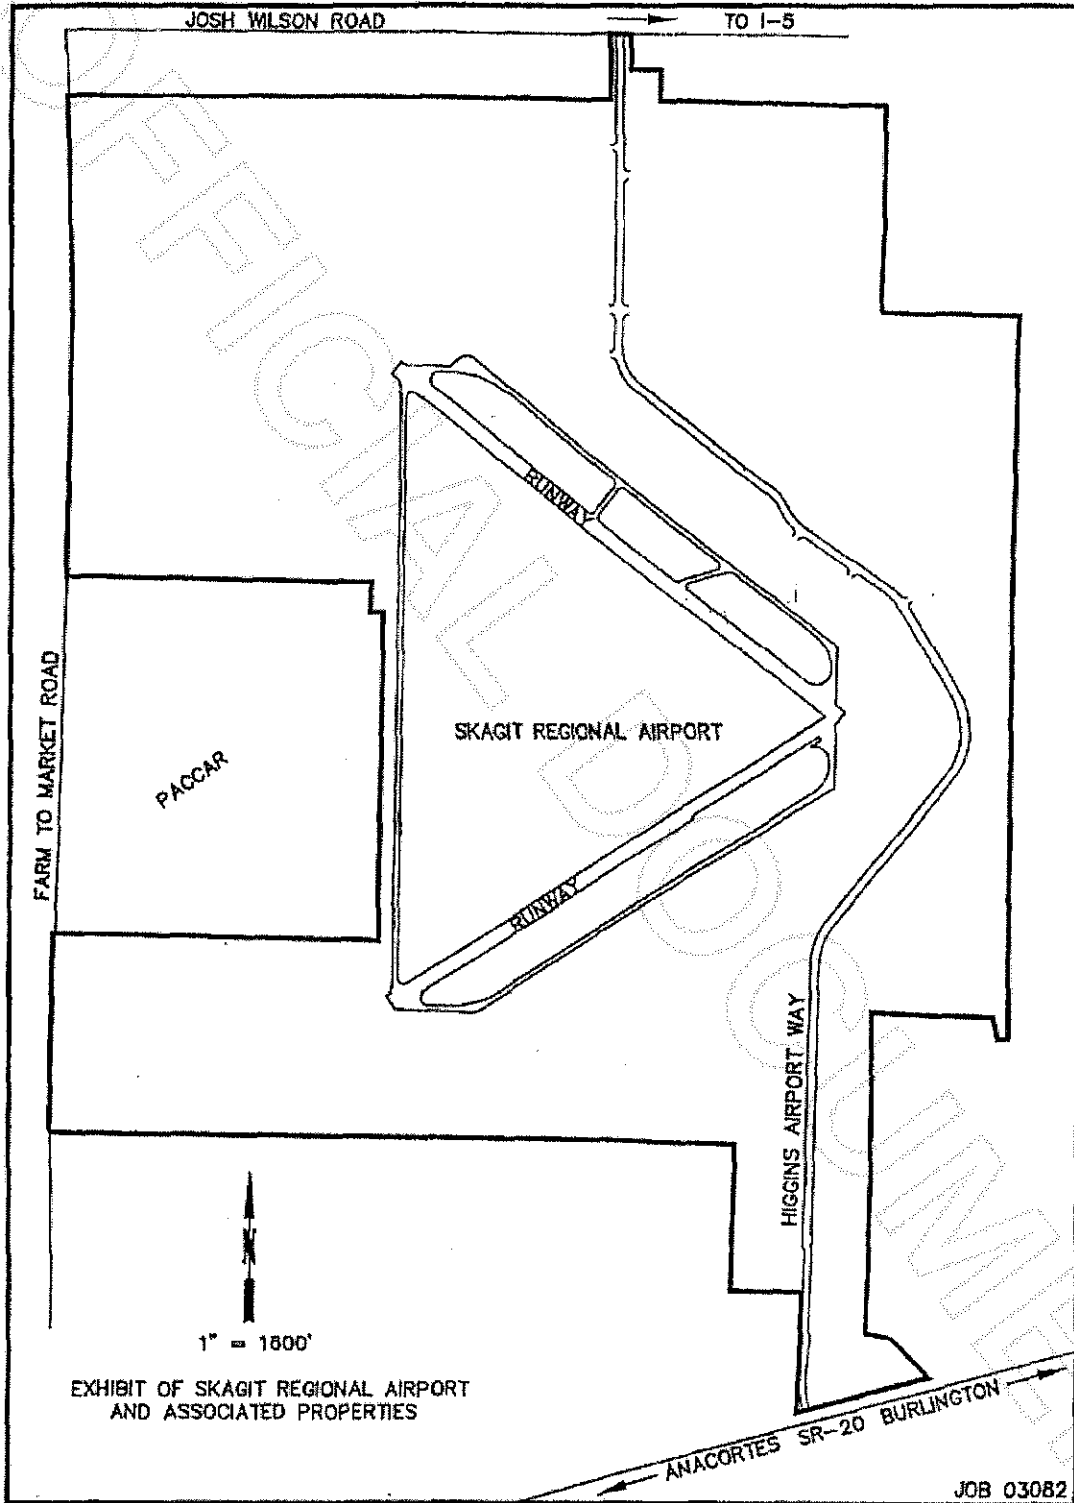 JOSH WILSON ROAD
TO I-5
RUNWAY
SKAGIT REGIONAL AIRPORT
FARM TO MARKET ROAD
PACCAR
RUNWAY
HIGGINS AIRPORT WAY
N
1" = 1600'
EXHIBIT OF SKAGIT REGIONAL AIRPORT
AND ASSOCIATED PROPERTIES
ANACORTES SR-20 BURLINGTON
JOB 03082
OFFICIAL DOCUME